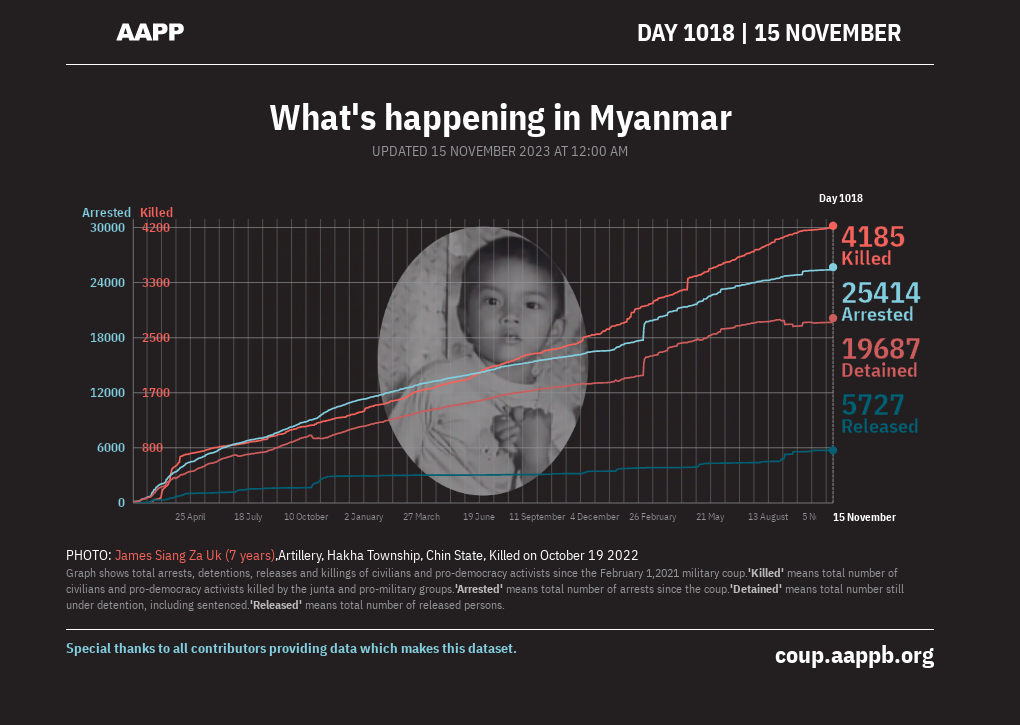 AAPP
DAY 1018 | 15 NOVEMBER
What's happening in Myanmar
UPDATED 15 NOVEMBER 2023 AT 12:00 AM
Day 1018
Arrested Killed
30000 4200
24000 3300
18000 2500
12000 1700
6000 800
0
4185
Killed
25414
Arrested
19687
Detained
5727
Released
25 April 18 July 10 October 2 January 27 March 19 June 11 September 4 December 26 February 21 May 13 August 15 November
PHOTO: James Siang Za Uk (7 years),Artillery, Hakha Township, Chin State, Killed on October 19 2022
Graph shows total arrests, detentions, releases and killings of civilians and pro-democracy activists since the February 1,2021 military coup.'Killed' means total number of
civilians and pro-democracy activists killed by the junta and pro-military groups.'Arrested' means total number of arrests since the coup.'Detained' means total number still
under detention, including sentenced.'Released' means total number of released persons.
Special thanks to all contributors providing data which makes this dataset.
coup.aappb.org